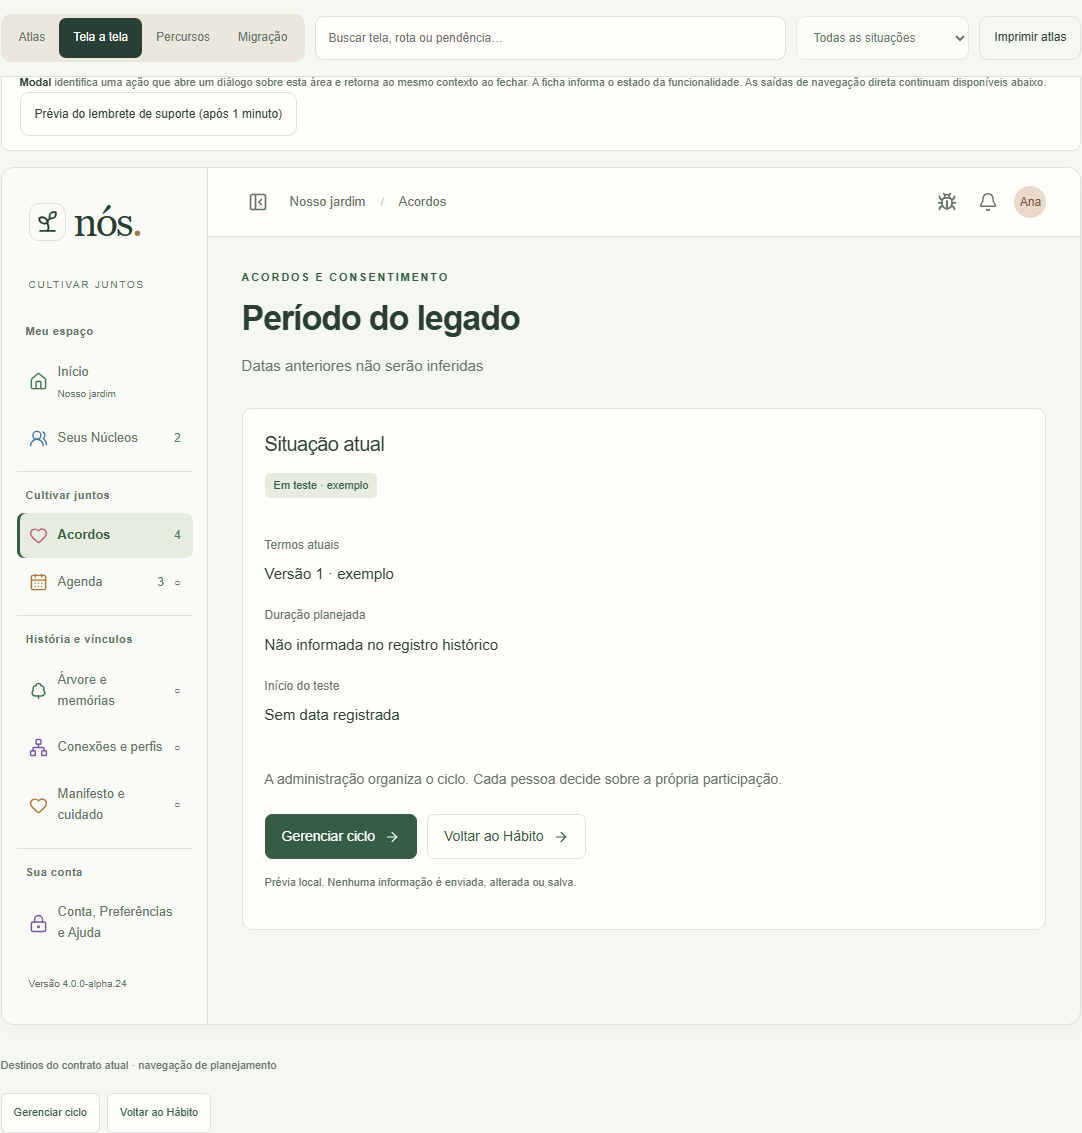 Atlas
Tela a tela
Percursos
Migração
Buscar tela, rota ou pendência...
Todas as situações
Imprimir atlas
Modal identifica uma ação que abre um diálogo sobre esta área e retorna ao mesmo contexto ao fechar. A ficha informa o estado da funcionalidade. As saídas de navegação direta continuam disponíveis abaixo.
Prévia do lembrete de suporte (após 1 minuto)
nós.
CULTIVAR JUNTOS
Meu espaço
Início
Nosso jardim
Seus Núcleos 2
Cultivar juntos
Acordos 4
Agenda 3
História e vínculos
Árvore e
memórias
Conexões e perfis
Manifesto e
cuidado
Sua conta
Conta, Preferências
e Ajuda
Versão 4.0.0-alpha.24
Nosso jardim / Acordos
Ana
ACORDOS E CONSENTIMENTO
Período do legado
Datas anteriores não serão inferidas
Situação atual
Em teste · exemplo
Termos atuais
Versão 1 · exemplo
Duração planejada
Não informada no registro histórico
Início do teste
Sem data registrada
A administração organiza o ciclo. Cada pessoa decide sobre a própria participação.
Gerenciar ciclo →
Voltar ao Hábito →
Prévia local. Nenhuma informação é enviada, alterada ou salva.
Destinos do contrato atual · navegação de planejamento
Gerenciar ciclo
Voltar ao Hábito